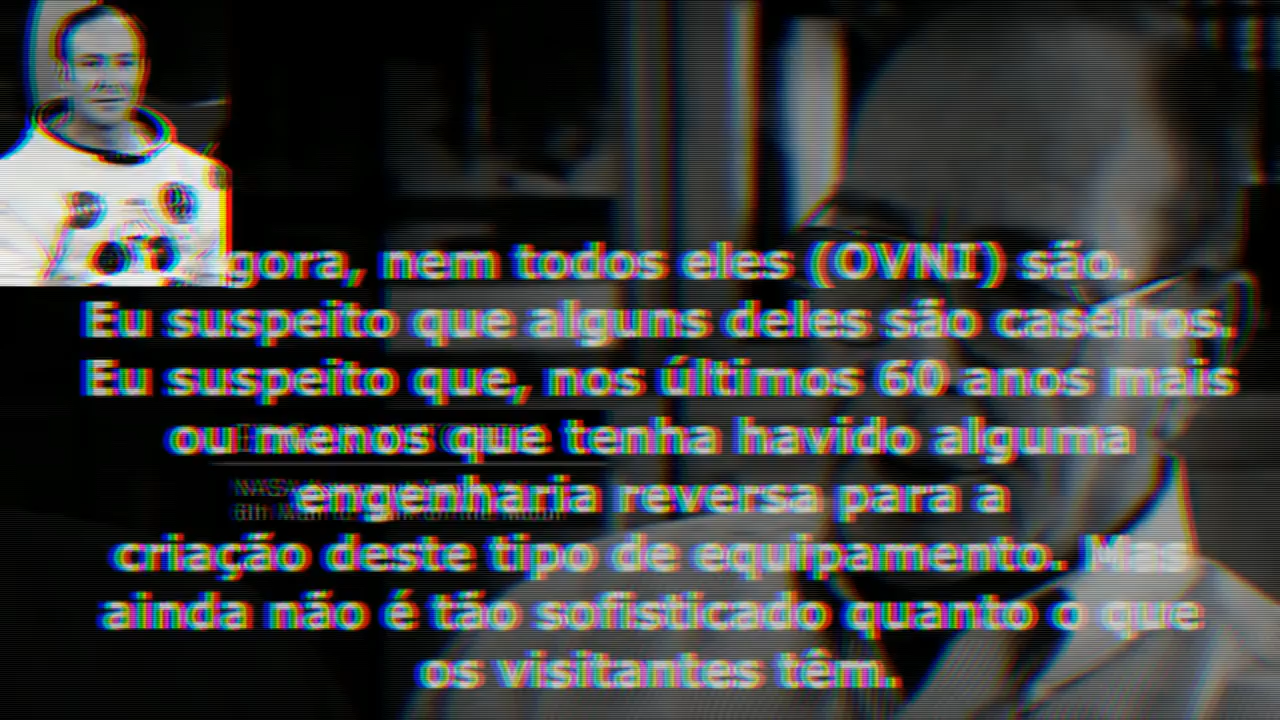 gora, nem todos eles (OVNI) são.
Eu suspeito que alguns deles são caseiros.
Eu suspeito que, nos últimos 60 anos mais
ou menos que tenha havido alguma
engenharia reversa para a
criação deste tipo de equipamento. Mas
ainda não é tão sofisticado quanto o que
os visitantes têm.
NASA